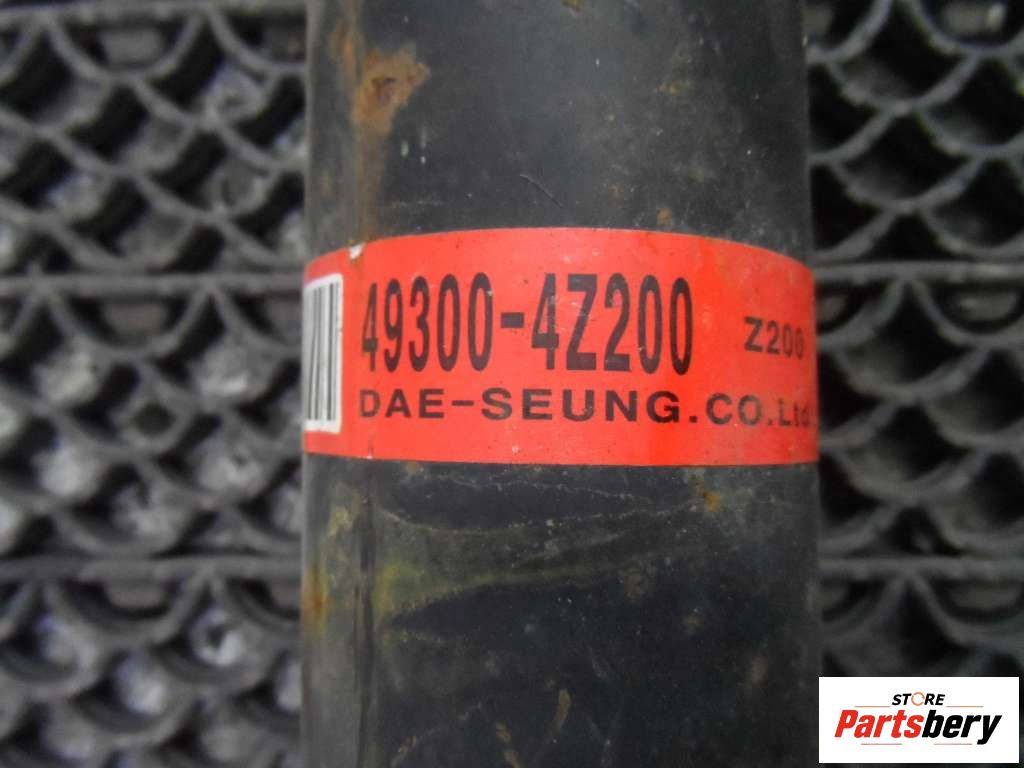 49300-4Z200 Z200
DAE-SEUNG.CO.Ltd
STORE
Partsbery